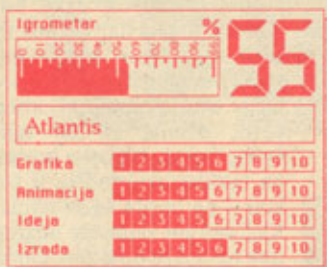 Igrometar % 55
0 10 20 30 40 50 60 70 80 90 100
Atlantis
Grafika 1 2 3 4 5 6 7 8 9 10
Animacija 1 2 3 4 5 6 7 8 9 10
Ideja 1 2 3 4 5 6 7 8 9 10
Izrada 1 2 3 4 5 6 7 8 9 10